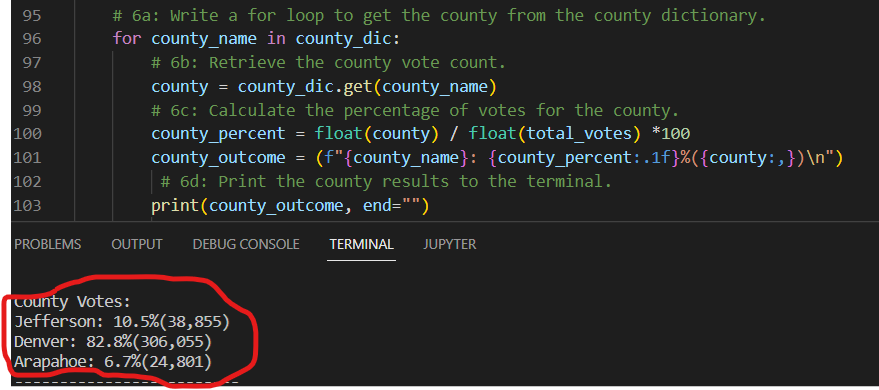 95 # 6a: Write a for loop to get the county from the county dictionary.
96 for county_name in county_dic:
97 # 6b: Retrieve the county vote count.
98 county = county_dic.get(county_name)
99 # 6c: Calculate the percentage of votes for the county.
100 county_percent = float(county) / float(total_votes) *100
101 county_outcome = (f"{county_name}: {county_percent:.1f}%({county:,})\n")
102 # 6d: Print the county results to the terminal.
103 print(county_outcome, end="")
PROBLEMS OUTPUT DEBUG CONSOLE TERMINAL JUPYTER
County Votes:
Jefferson: 10.5%(38,855)
Denver: 82.8%(306,055)
Arapahoe: 6.7%(24,801)
-------------------------